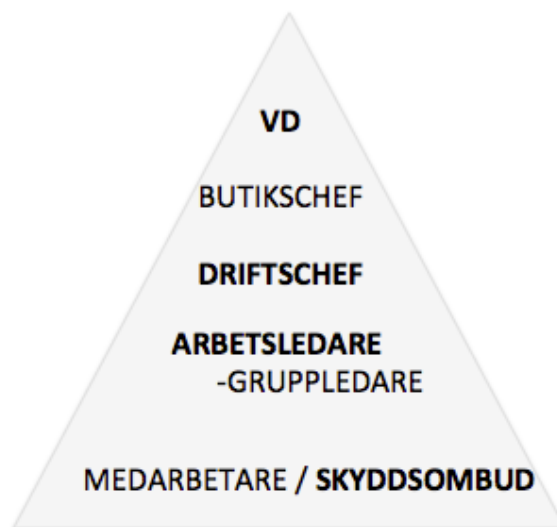 VD
BUTIKSCHEF
DRIFTSCHEF
ARBETSLEDARE
-GRUPPLEDARE
MEDARBETARE / SKYDDSOMBUD